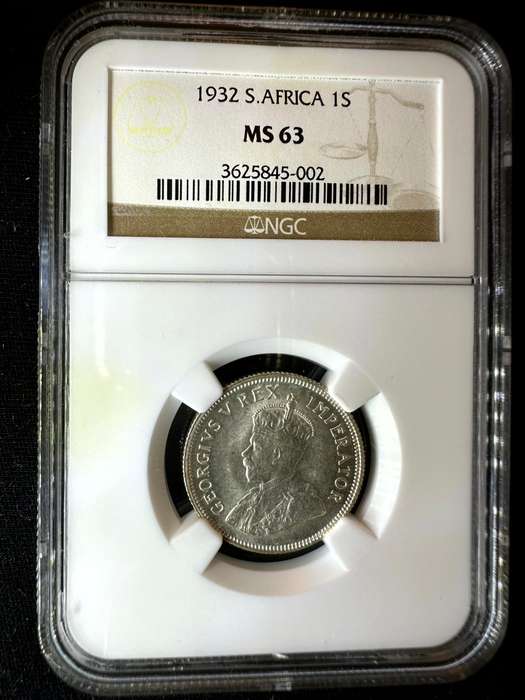 1932 S.AFRICA 1S
MS 63
3625845-002
NGC
GEORGIVS V REX IMPERATOR